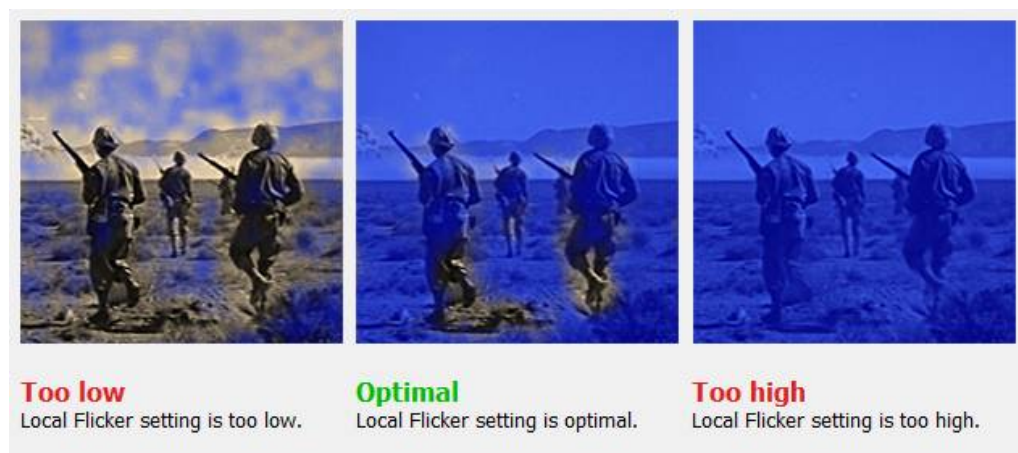 Too low
Local Flicker setting is too low.
Optimal
Local Flicker setting is optimal.
Too high
Local Flicker setting is too high.